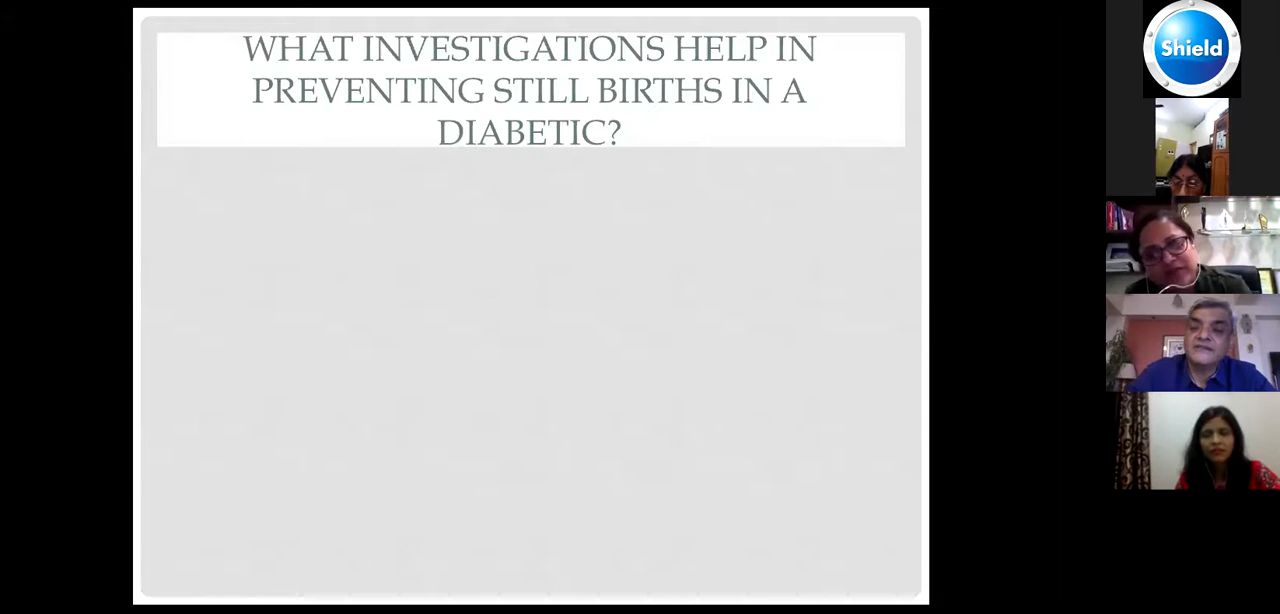 WHAT INVESTIGATIONS HELP IN
PREVENTING STILL BIRTHS IN A
DIABETIC?
Shield